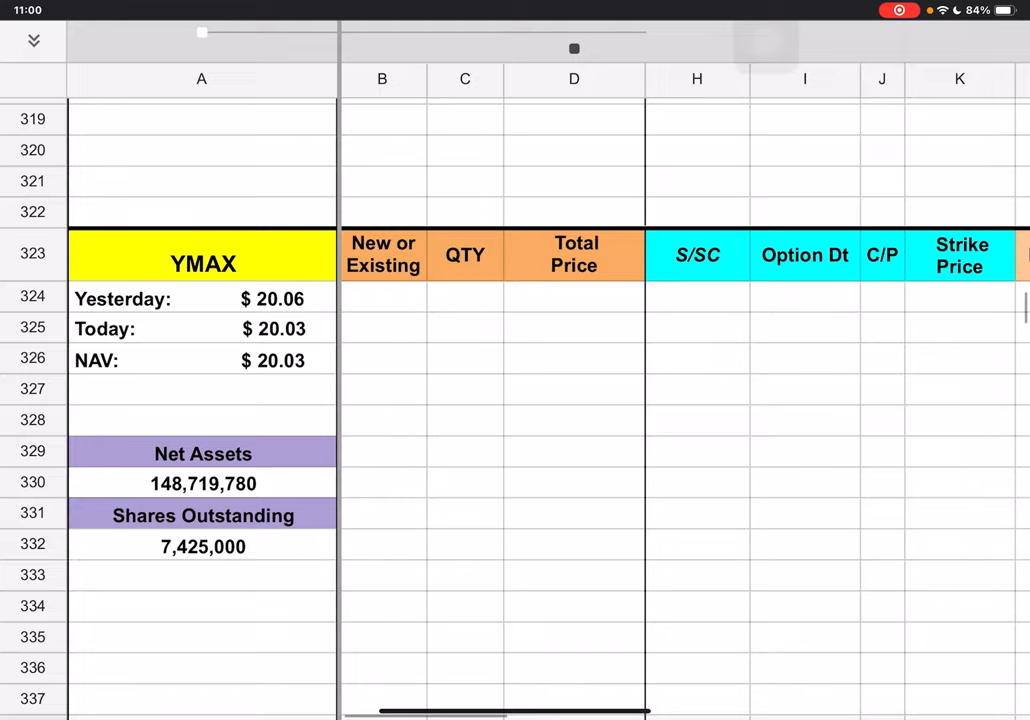 11:00 84%
A B C D H I J K
319
320
321
322
323 YMAX New or Existing QTY Total Price S/SC Option Dt C/P Strike Price
324 Yesterday: $ 20.06
325 Today: $ 20.03
326 NAV: $ 20.03
327
328
329 Net Assets
330 148,719,780
331 Shares Outstanding
332 7,425,000
333
334
335
336
337